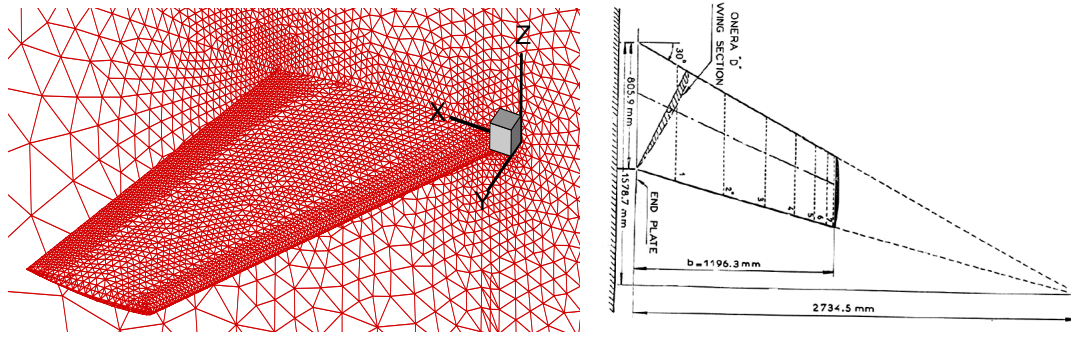 Z
X
Y
ONERA "D"
WING SECTION
30°
805.9 mm
1578.7 mm
END PLATE
1
2
3
4
5
6
7
b=1196.3mm
2734.5 mm